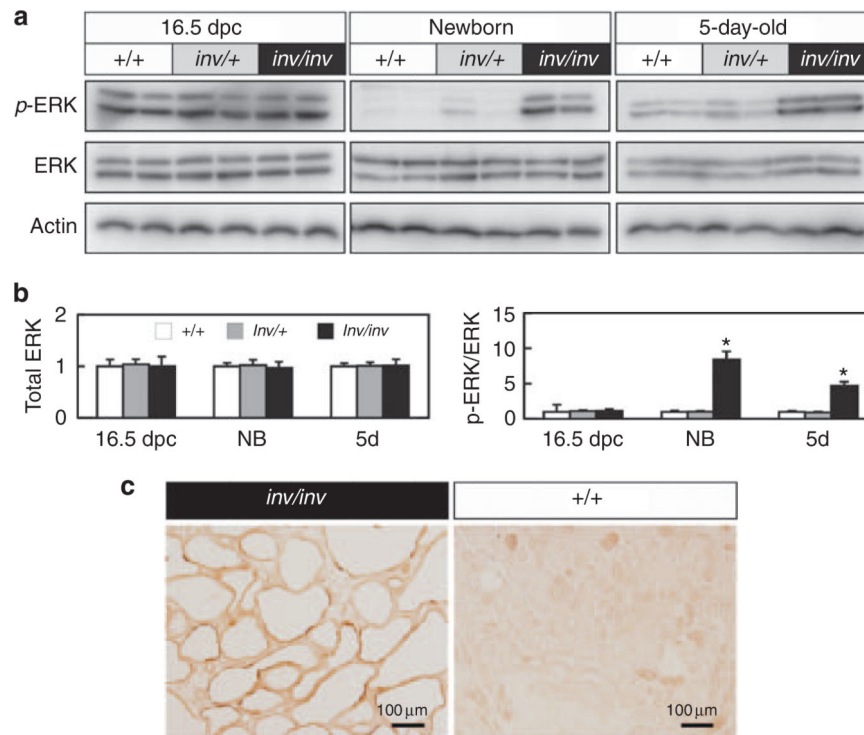 a
16.5 dpc Newborn 5-day-old
+/+ inv/+ inv/inv +/+ inv/+ inv/inv +/+ inv/+ inv/inv
p-ERK
ERK
Actin
b
Total ERK
2
1
0
+/+ Inv/+ Inv/inv
16.5 dpc NB 5d
p-ERK/ERK
15
10
5
0
* *
16.5 dpc NB 5d
c
inv/inv +/+
100 μm 100 μm